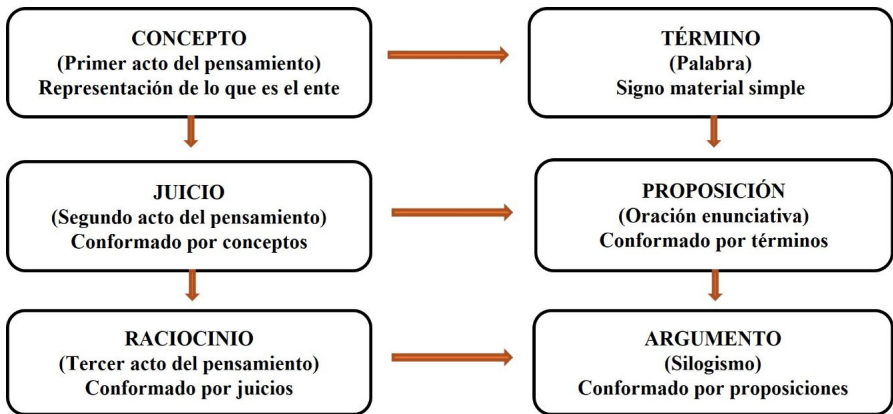 CONCEPTO
(Primer acto del pensamiento)
Representación de lo que es el ente
TÉRMINO
(Palabra)
Signo material simple
JUICIO
(Segundo acto del pensamiento)
Conformado por conceptos
PROPOSICIÓN
(Oración enunciativa)
Conformado por términos
RACIOCINIO
(Tercer acto del pensamiento)
Conformado por juicios
ARGUMENTO
(Silogismo)
Conformado por proposiciones